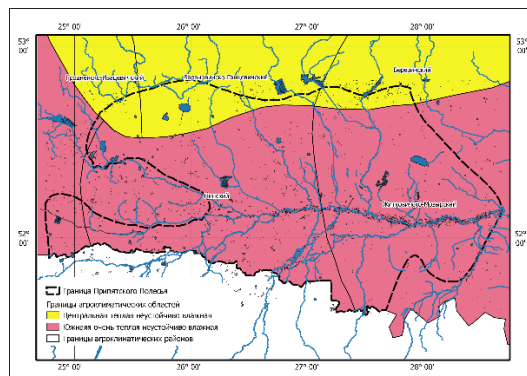 25° 00'
26° 00'
27° 00'
28° 00'
53°
00'
53°
00'
Березинский
Пинский
52°
00'
52°
00'
25° 00'
26° 00'
27° 00'
28° 00'
Граница Припятского Полесья
Границы агроклиматических областей
Центральная теплая неустойчиво влажная
Южная очень теплая неустойчиво влажная
Границы агроклиматических районов